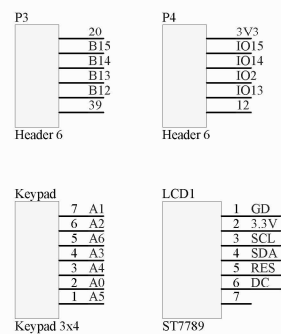 P3
20
B15
B14
B13
B12
39
Header 6
P4
3V3
IO15
IO14
IO2
IO13
12
Header 6
Keypad
7 A1
6 A2
5 A6
4 A3
3 A4
2 A0
1 A5
Keypad 3x4
LCD1
1 GD
2 3.3V
3 SCL
4 SDA
5 RES
6 DC
7
ST7789